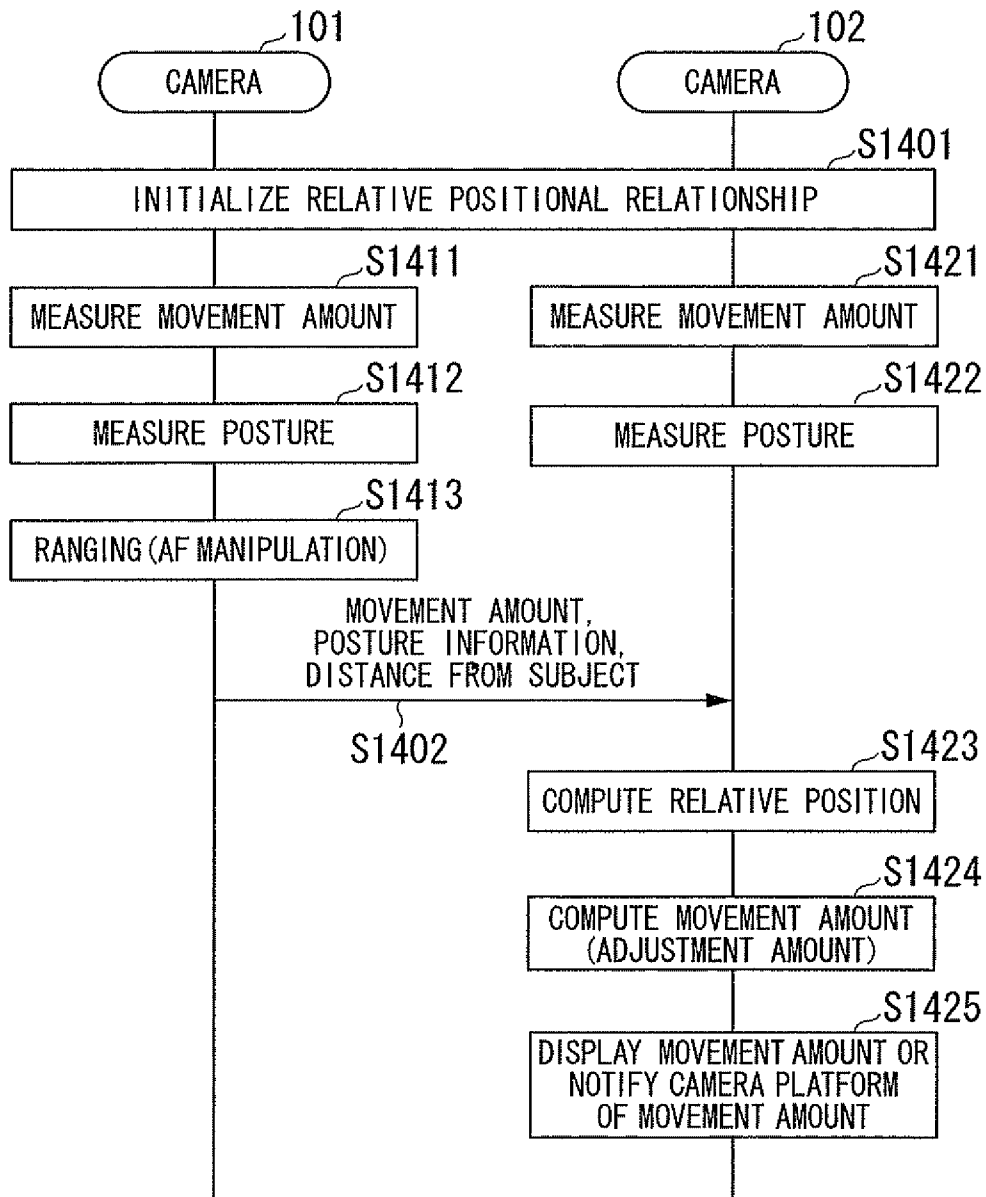 101
102
CAMERA
CAMERA
S1401
INITIALIZE RELATIVE POSITIONAL RELATIONSHIP
S1411
S1421
MEASURE MOVEMENT AMOUNT
MEASURE MOVEMENT AMOUNT
S1412
S1422
MEASURE POSTURE
MEASURE POSTURE
S1413
RANGING (AF MANIPULATION)
MOVEMENT AMOUNT,
POSTURE INFORMATION,
DISTANCE FROM SUBJECT
S1402
S1423
COMPUTE RELATIVE POSITION
S1424
COMPUTE MOVEMENT AMOUNT
(ADJUSTMENT AMOUNT)
S1425
DISPLAY MOVEMENT AMOUNT OR
NOTIFY CAMERA PLATFORM
OF MOVEMENT AMOUNT